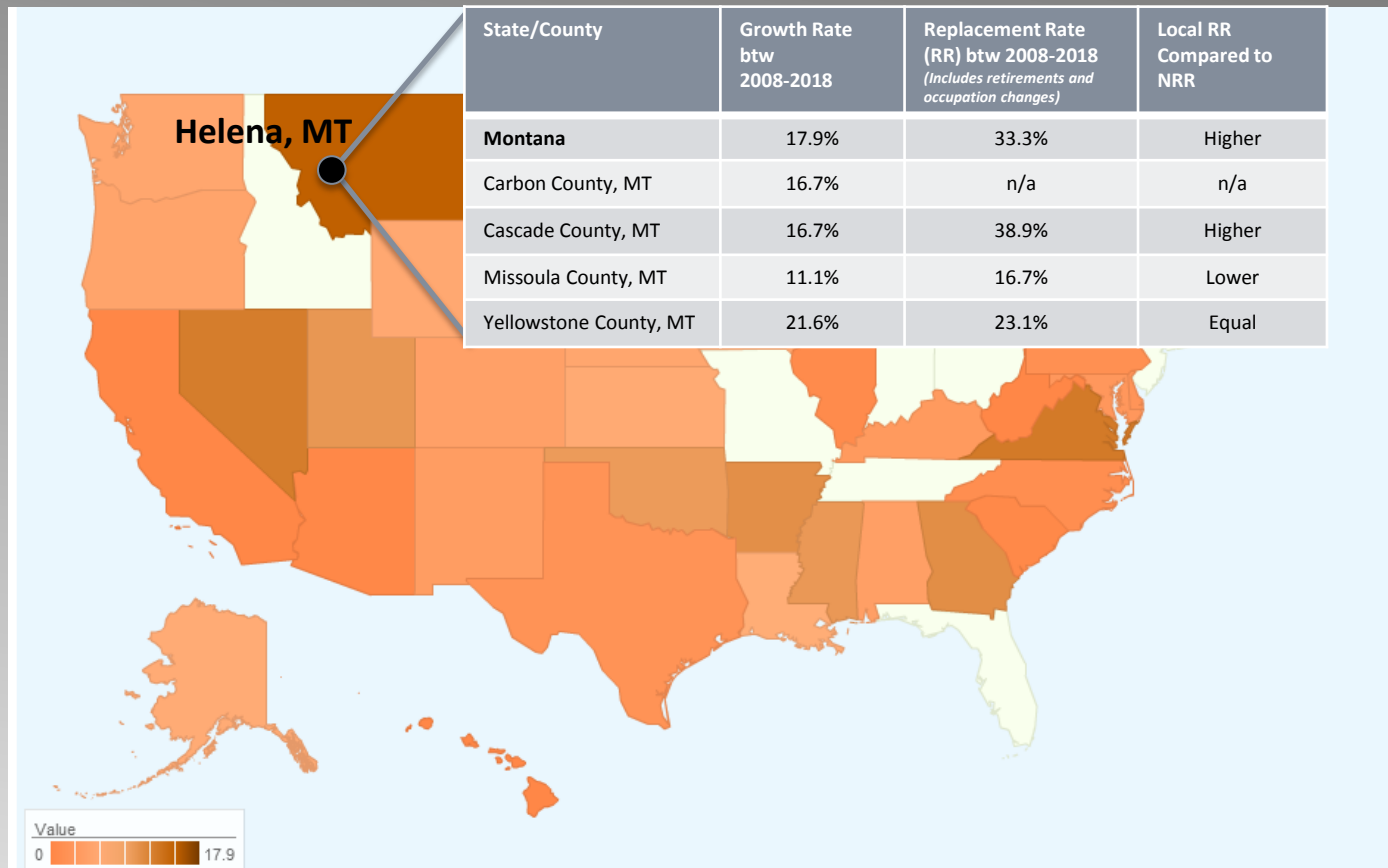 State/County
Growth Rate
btw
2008-2018
Replacement Rate
(RR) btw 2008-2018
(Includes retirements and
occupation changes)
Local RR
Compared to
NRR
Helena, MT
Montana 17.9% 33.3% Higher
Carbon County, MT 16.7% n/a n/a
Cascade County, MT 16.7% 38.9% Higher
Missoula County, MT 11.1% 16.7% Lower
Yellowstone County, MT 21.6% 23.1% Equal
Value
0 17.9